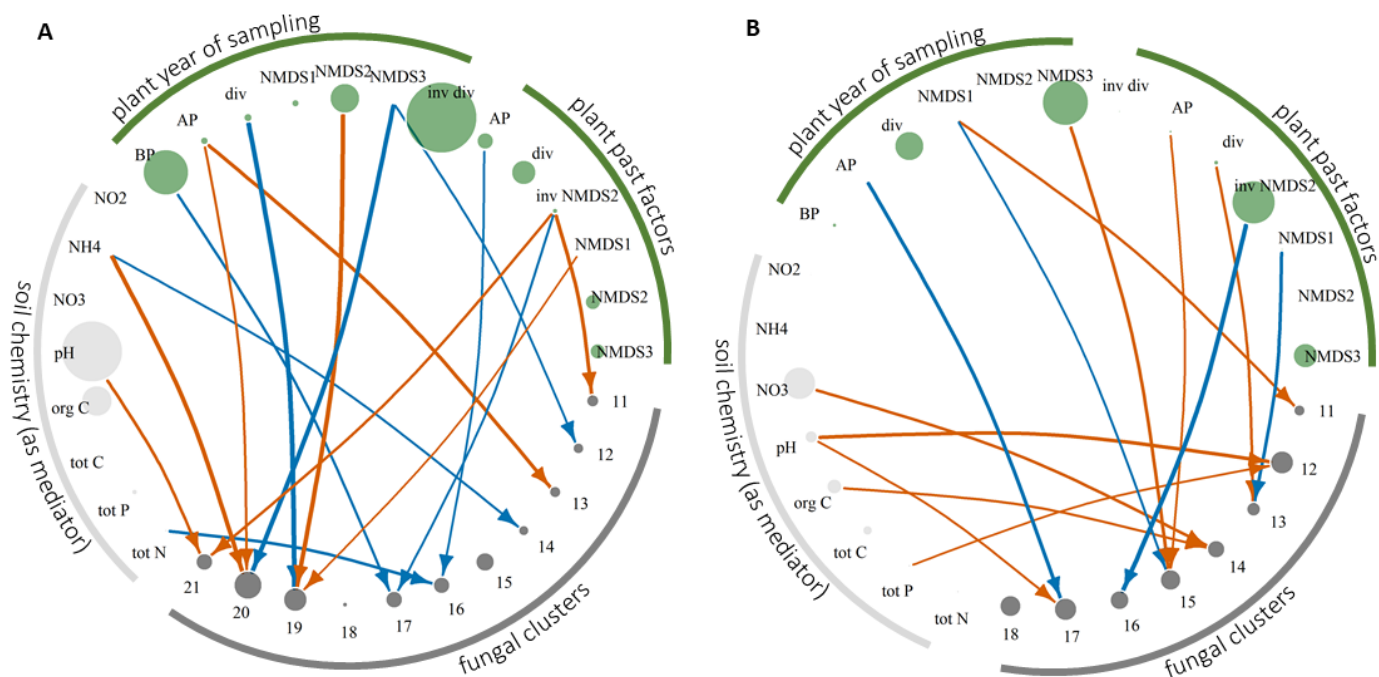 A
plant year of sampling
NMDS1
NMDS2
NMDS3
inv div
div
AP
AP
div
BP
inv NMDS2
plant past factors
NO2
NMDS1
NH4
NMDS2
NO3
NMDS3
pH
org C
soil chemistry (as mediator)
tot C
tot P
tot N
11
12
13
14
15
16
17
18
19
20
21
fungal clusters
B
plant year of sampling
NMDS1
NMDS2
NMDS3
inv div
AP
div
div
AP
BP
inv NMDS2
plant past factors
NMDS1
NO2
NMDS2
NH4
NMDS3
NO3
pH
org C
soil chemistry (as mediator)
tot C
tot P
tot N
11
12
13
14
15
16
17
18
fungal clusters